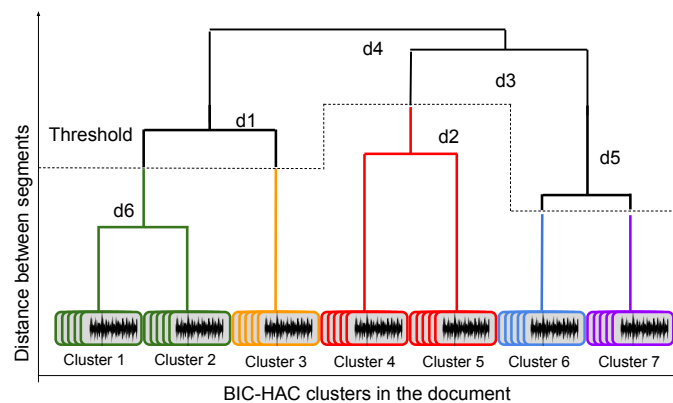 d4
d3
Threshold
d1
d2
d5
d6
Distance between segments
Cluster 1
Cluster 2
Cluster 3
Cluster 4
Cluster 5
Cluster 6
Cluster 7
BIC-HAC clusters in the document